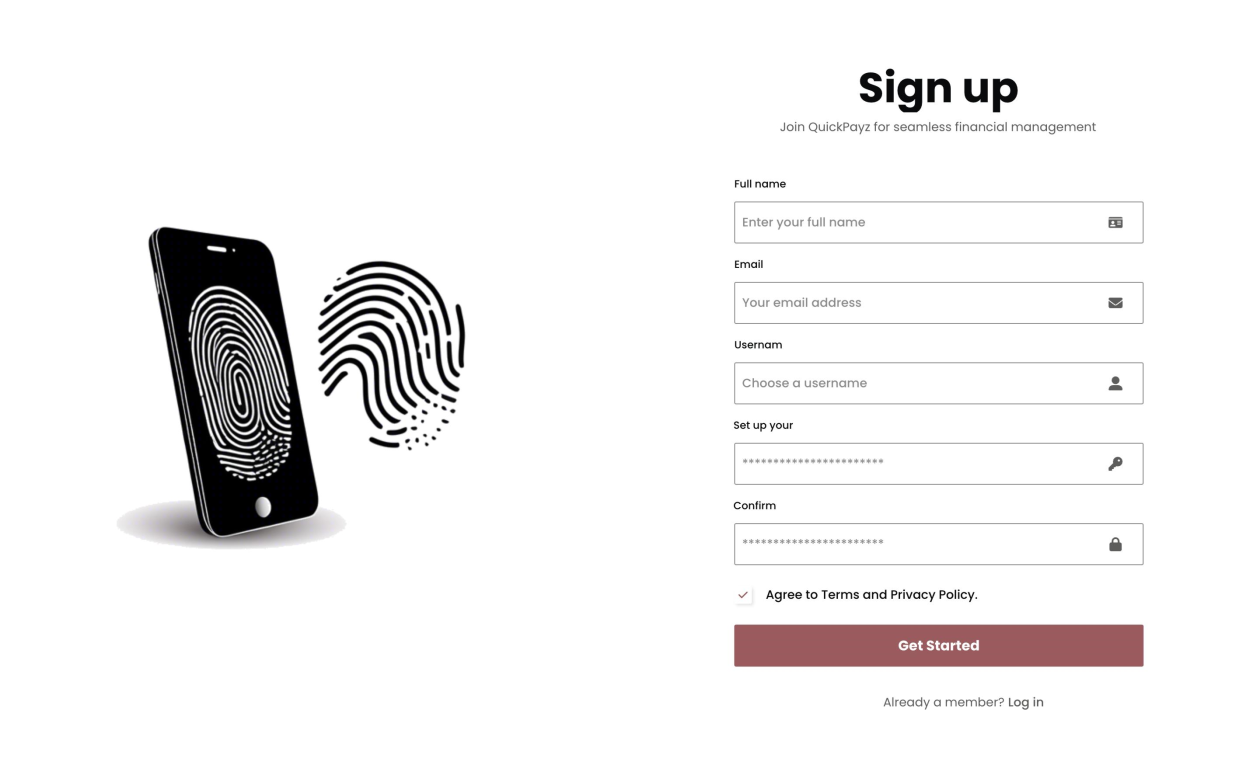 Sign up
Join QuickPayz for seamless financial management
Full name
Enter your full name
Email
Your email address
Usernam
Choose a username
Set up your
***********************
Confirm
***********************
Agree to Terms and Privacy Policy.
Get Started
Already a member? Log in